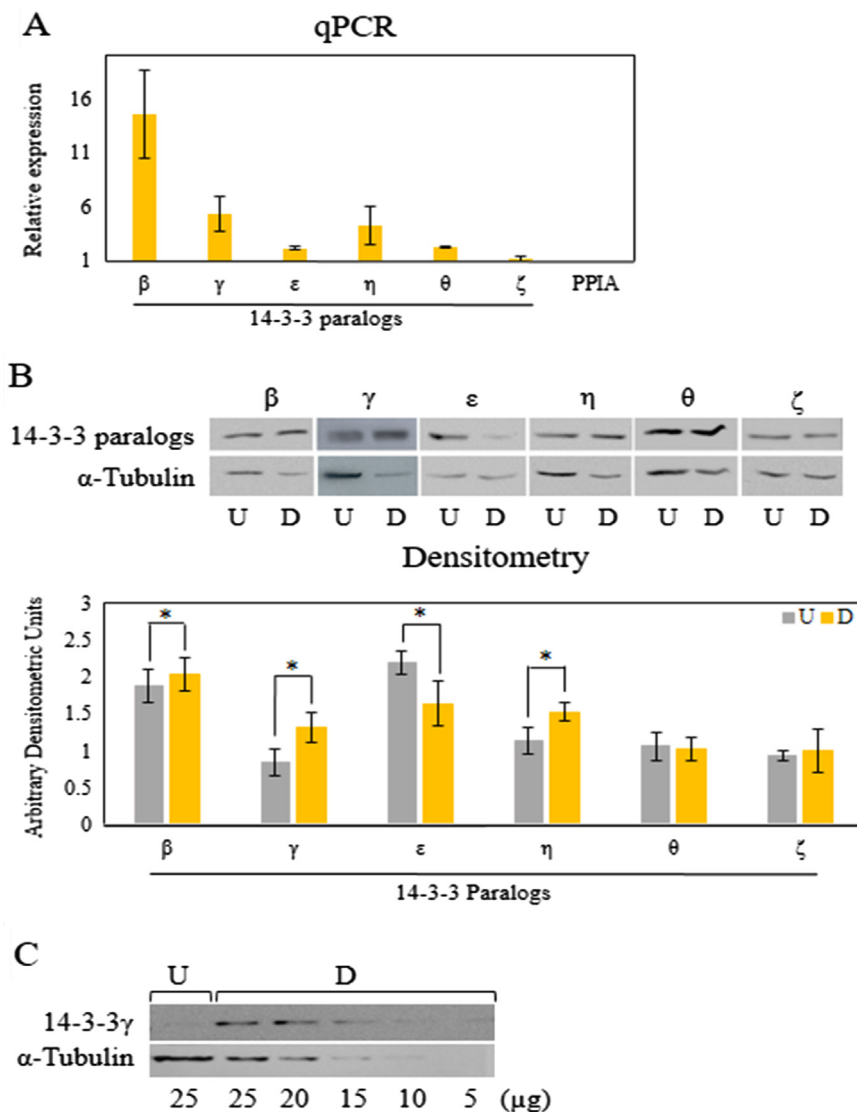 A
qPCR
Relative expression
16
11
6
1
β γ ε η θ ζ PPIA
14-3-3 paralogs
B
β γ ε η θ ζ
14-3-3 paralogs
α-Tubulin
U D U D U D U D U D U D
Densitometry
Arbitrary Densitometric Units
3
2.5
2
1.5
1
0.5
0
* * * *
U D
β γ ε η θ ζ
14-3-3 Paralogs
C
U D
14-3-3γ
α-Tubulin
25 25 20 15 10 5 (μg)